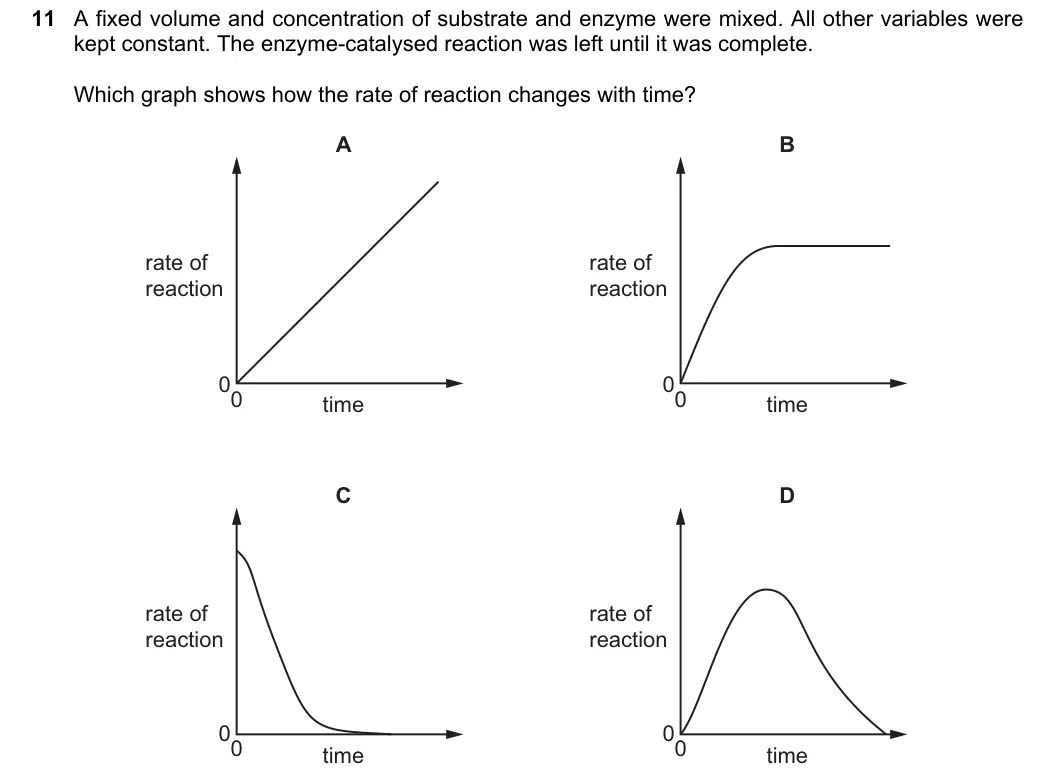 11 A fixed volume and concentration of substrate and enzyme were mixed. All other variables were
kept constant. The enzyme-catalysed reaction was left until it was complete.
Which graph shows how the rate of reaction changes with time?
A
rate of
reaction
0
0
time
B
rate of
reaction
0
0
time
C
rate of
reaction
0
0
time
D
rate of
reaction
0
0
time